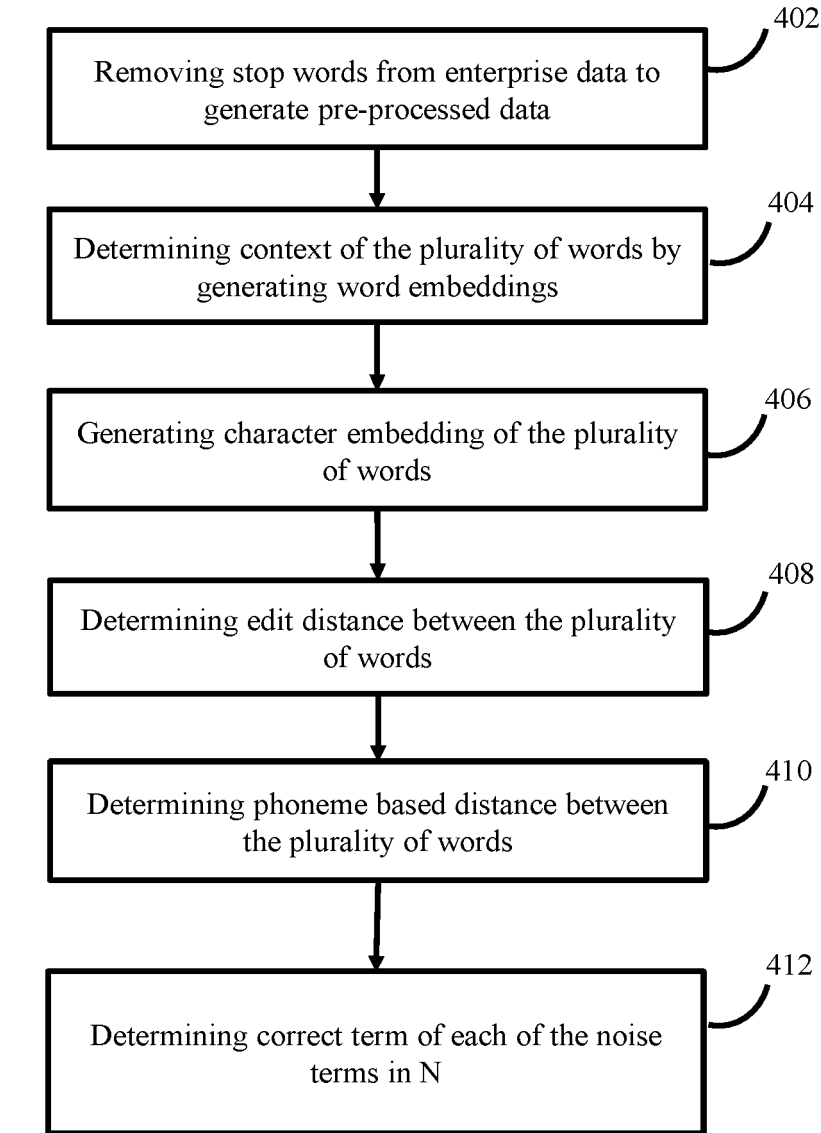 402
Removing stop words from enterprise data to
generate pre-processed data
404
Determining context of the plurality of words by
generating word embeddings
406
Generating character embedding of the plurality
of words
408
Determining edit distance between the plurality
of words
410
Determining phoneme based distance between
the plurality of words
412
Determining correct term of each of the noise
terms in N